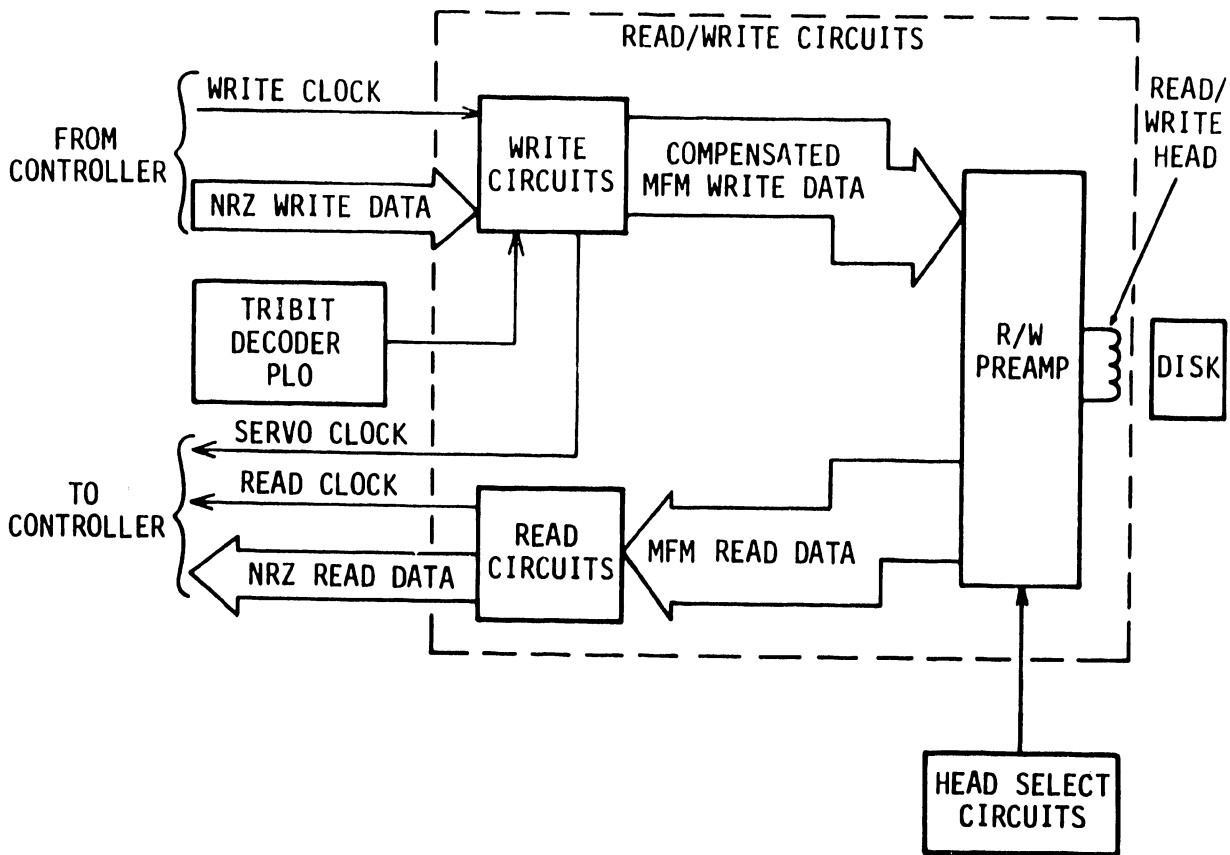 READ/WRITE CIRCUITS
READ/
WRITE
HEAD
WRITE CLOCK
FROM
CONTROLLER
NRZ WRITE DATA
WRITE
CIRCUITS
COMPENSATED
MFM WRITE DATA
TRIBIT
DECODER
PLO
R/W
PREAMP
DISK
SERVO CLOCK
READ CLOCK
TO
CONTROLLER
NRZ READ DATA
READ
CIRCUITS
MFM READ DATA
HEAD SELECT
CIRCUITS